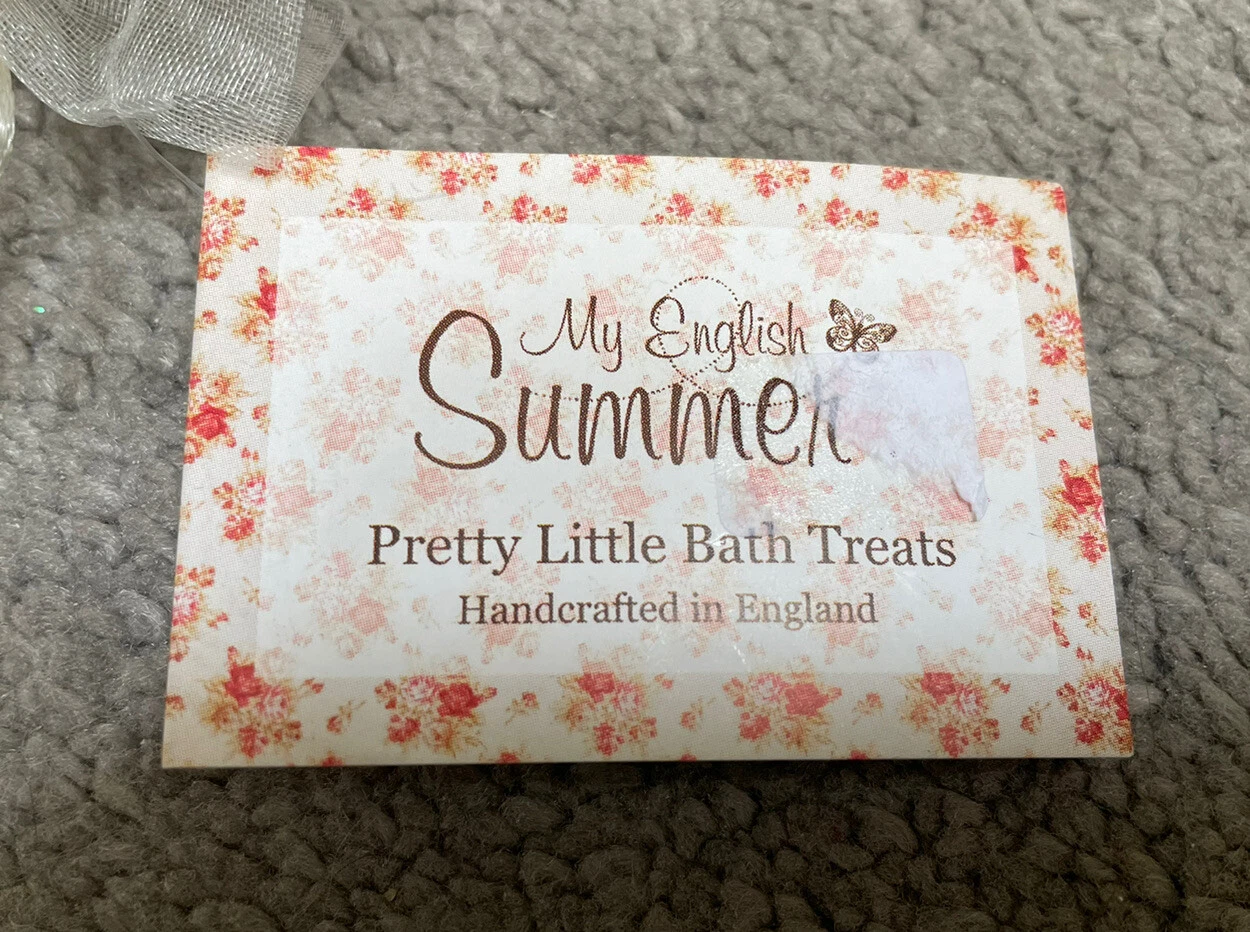 My English
Summer
Pretty Little Bath Treats
Handcrafted in England